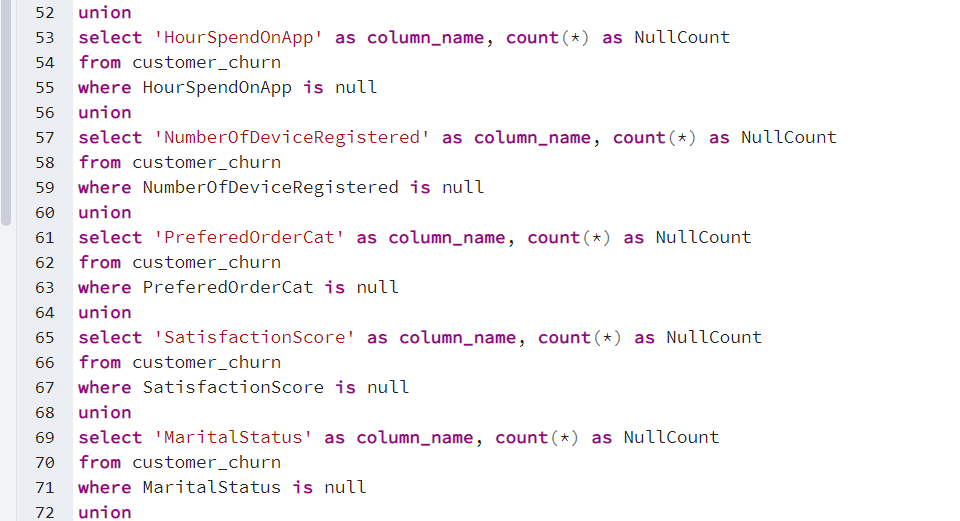 52 union
53 select 'HourSpendOnApp' as column_name, count(*) as NullCount
54 from customer_churn
55 where HourSpendOnApp is null
56 union
57 select 'NumberOfDeviceRegistered' as column_name, count(*) as NullCount
58 from customer_churn
59 where NumberOfDeviceRegistered is null
60 union
61 select 'PreferedOrderCat' as column_name, count(*) as NullCount
62 from customer_churn
63 where PreferedOrderCat is null
64 union
65 select 'SatisfactionScore' as column_name, count(*) as NullCount
66 from customer_churn
67 where SatisfactionScore is null
68 union
69 select 'MaritalStatus' as column_name, count(*) as NullCount
70 from customer_churn
71 where MaritalStatus is null
72 union